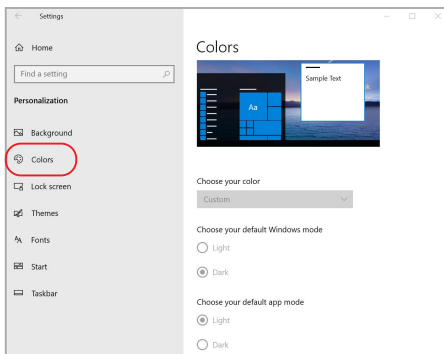 Settings
Home
Find a setting
Personalization
Background
Colors
Lock screen
Themes
Fonts
Start
Taskbar
Colors
Sample Text
Aa
Choose your color
Custom
Choose your default Windows mode
Light
Dark
Choose your default app mode
Light
Dark